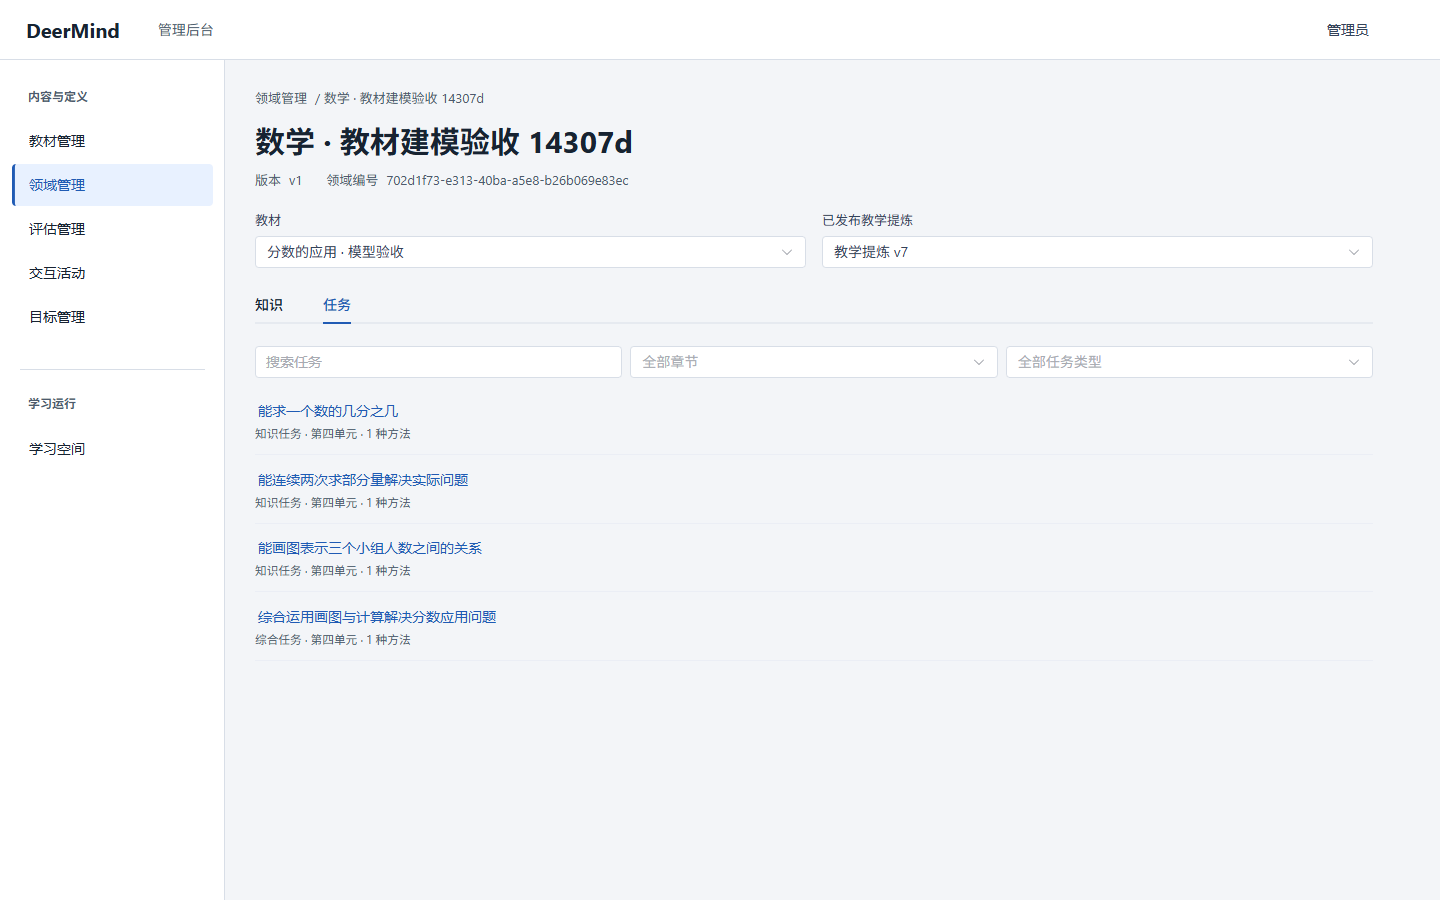 DeerMind 管理后台 管理员
内容与定义
教材管理
领域管理
评估管理
交互活动
目标管理
学习运行
学习空间
领域管理 / 数学 · 教材建模验收 14307d
数学 · 教材建模验收 14307d
版本 v1 领域编号 702d1f73-e313-40ba-a5e8-b26b069e83ec
教材 已发布教学提炼
分数的应用 · 模型验收 教学提炼 v7
知识 任务
搜索任务 全部章节 全部任务类型
能求一个数的几分之几
知识任务 · 第四单元 · 1 种方法
能连续两次求部分量解决实际问题
知识任务 · 第四单元 · 1 种方法
能画图表示三个小组人数之间的关系
知识任务 · 第四单元 · 1 种方法
综合运用画图与计算解决分数应用问题
综合任务 · 第四单元 · 1 种方法